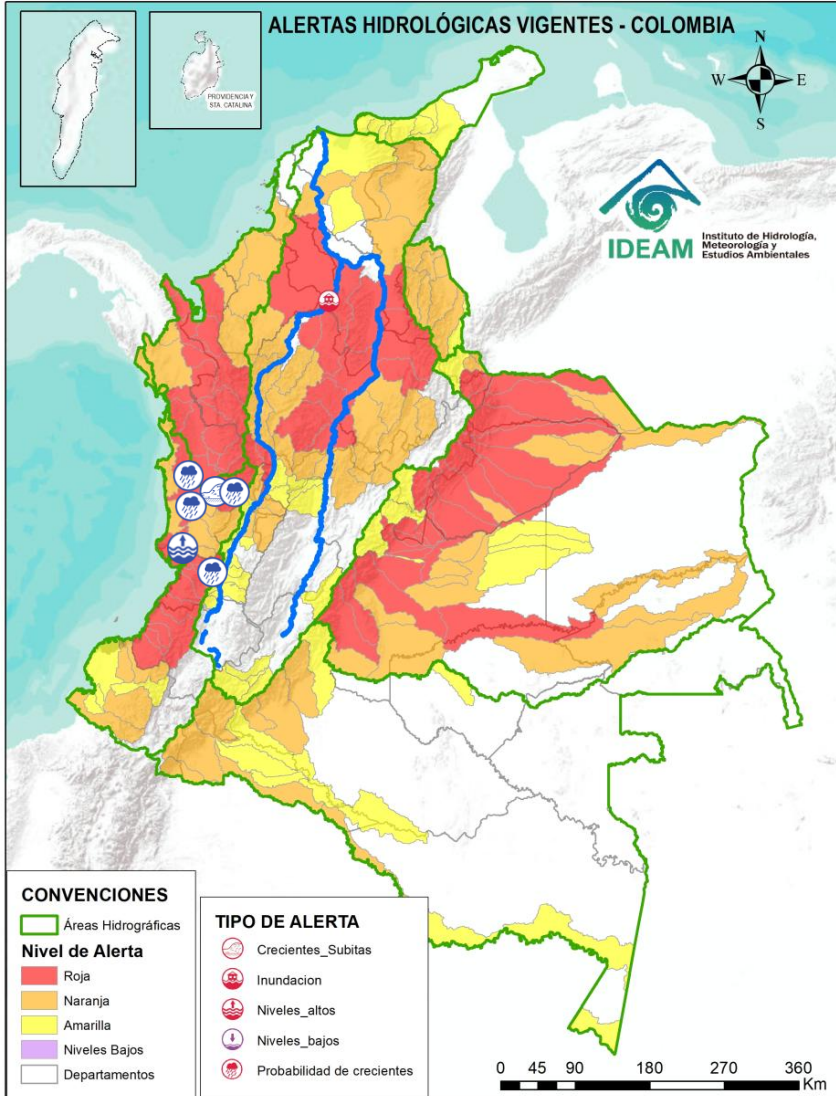 ALERTAS HIDROLÓGICAS VIGENTES - COLOMBIA
PROVIDENCIA Y
STA. CATALINA
N
W
E
S
IDEAM
Instituto de Hidrología,
Meteorología y
Estudios Ambientales
CONVENCIONES
Áreas Hidrográficas
Nivel de Alerta
Roja
Naranja
Amarilla
Niveles Bajos
Departamentos
TIPO DE ALERTA
Crecientes_Subitas
Inundacion
Niveles_altos
Niveles_bajos
Probabilidad de crecientes
0 45 90 180 270 360
Km